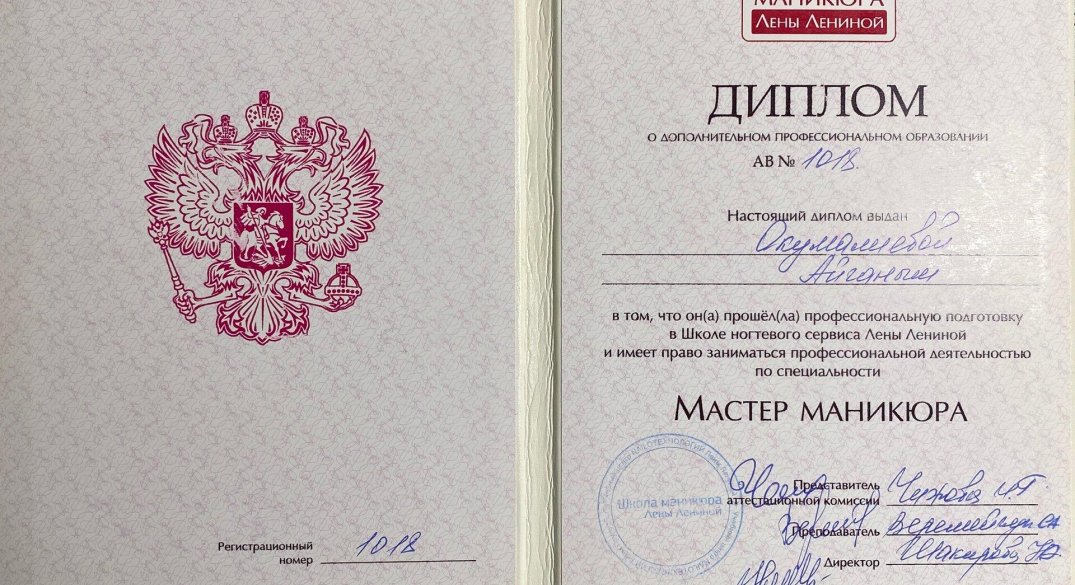 Регистрационный
номер 1018
МАНИКЮРА
ЛЕНЫ ЛЕНИНОЙ
ДИПЛОМ
О ДОПОЛНИТЕЛЬНОМ ПРОФЕССИОНАЛЬНОМ ОБРАЗОВАНИИ
АВ № 1018.
Настоящий диплом выдан
Окумалиевой
Айганым
в том, что он(а) прошёл(ла) профессиональную подготовку
в Школе ногтевого сервиса Лены Лениной
и имеет право заниматься профессиональной деятельностью
по специальности
МАСТЕР МАНИКЮРА
Школа маникюра
Лены Лениной
Представитель
аттестационной комиссии
Преподаватель
Директор